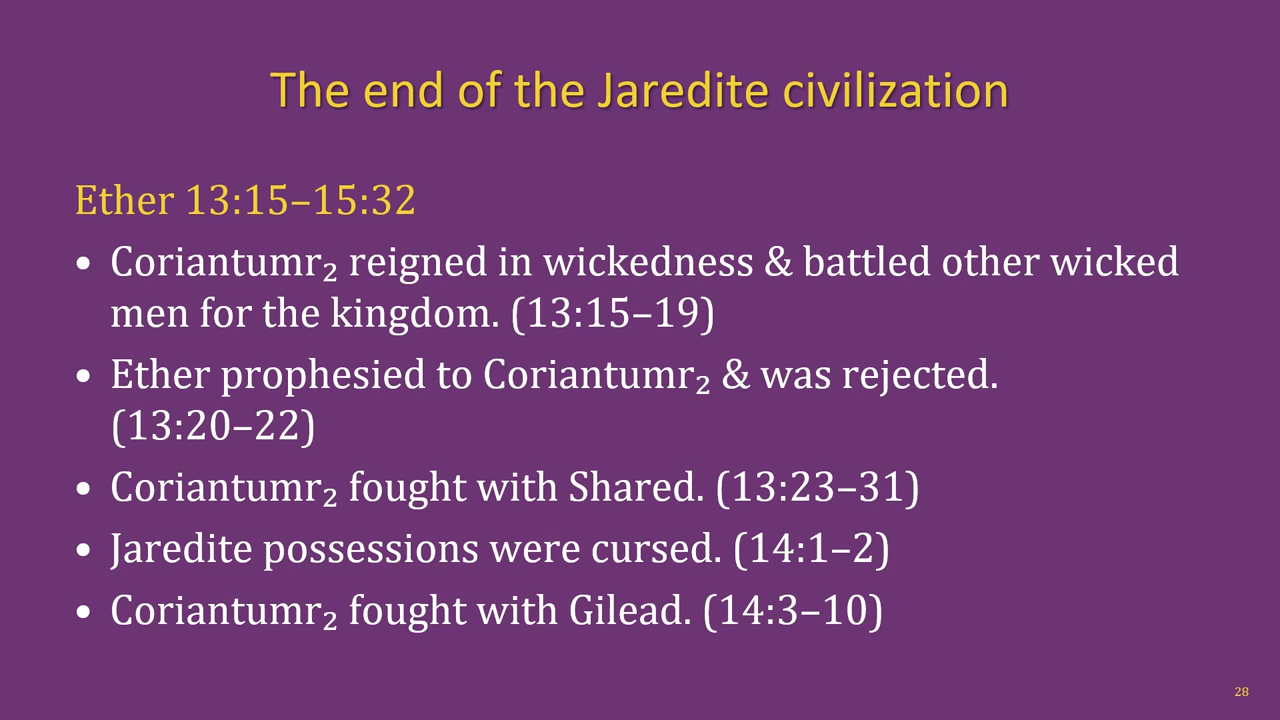 The end of the Jaredite civilization
Ether 13:15–15:32
• Coriantumr₂ reigned in wickedness & battled other wicked
men for the kingdom. (13:15–19)
• Ether prophesied to Coriantumr₂ & was rejected.
(13:20–22)
• Coriantumr₂ fought with Shared. (13:23–31)
• Jaredite possessions were cursed. (14:1–2)
• Coriantumr₂ fought with Gilead. (14:3–10)
28